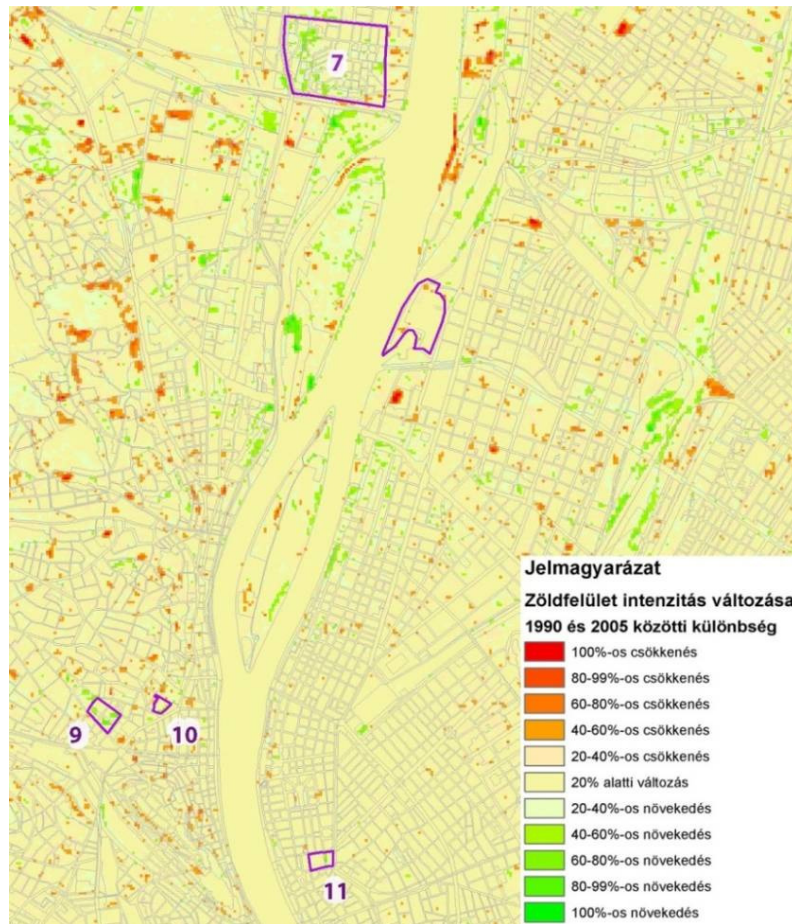 7
9
10
11
Jelmagyarázat
Zöldfelület intenzitás változása
1990 és 2005 közötti különbség
100%-os csökkenés
80-99%-os csökkenés
60-80%-os csökkenés
40-60%-os csökkenés
20-40%-os csökkenés
20% alatti változás
20-40%-os növekedés
40-60%-os növekedés
60-80%-os növekedés
80-99%-os növekedés
100%-os növekedés